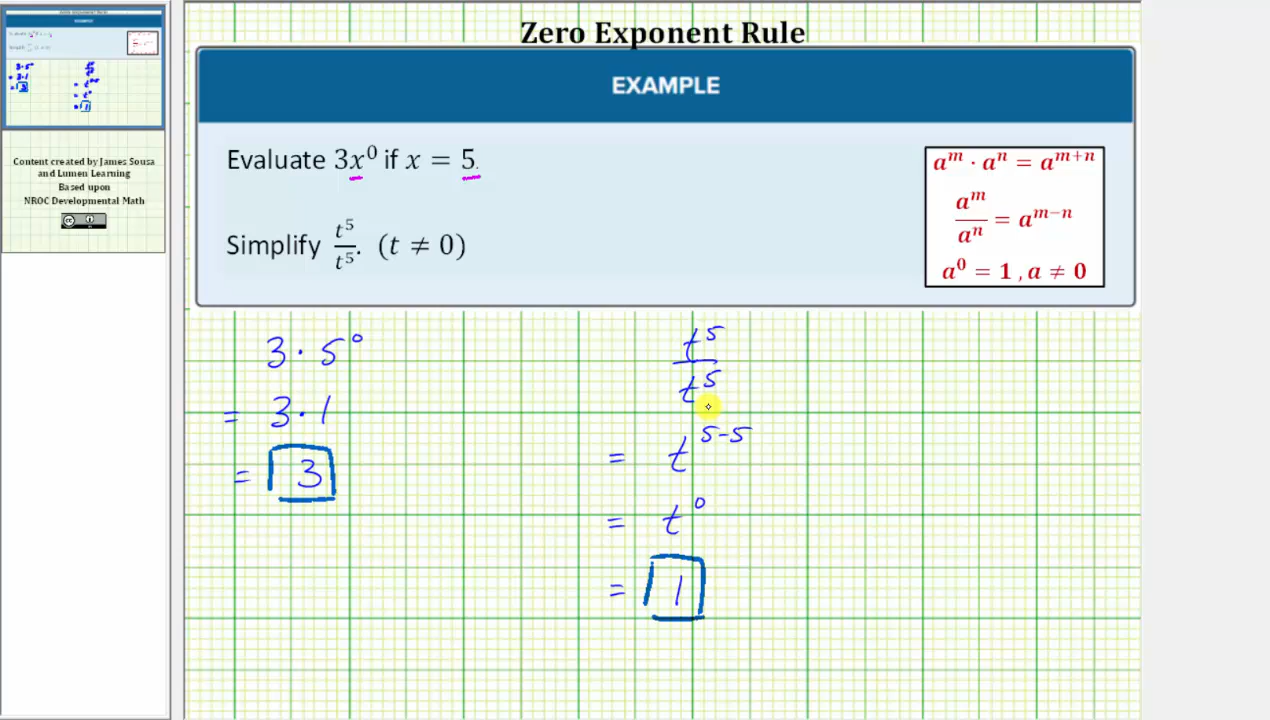 Zero Exponent Rule
EXAMPLE
Evaluate 3x⁰ if x = 5.
Simplify t⁵/t⁵. (t ≠ 0)
aᵐ · aⁿ = aᵐ⁺ⁿ
aᵐ/aⁿ = aᵐ⁻ⁿ
a⁰ = 1 , a ≠ 0
3 · 5⁰
= 3 · 1
= 3
t⁵
t⁵
= t⁵⁻⁵
= t⁰
= 1
Content created by James Sousa
and Lumen Learning
Based upon
NROC Developmental Math
cc